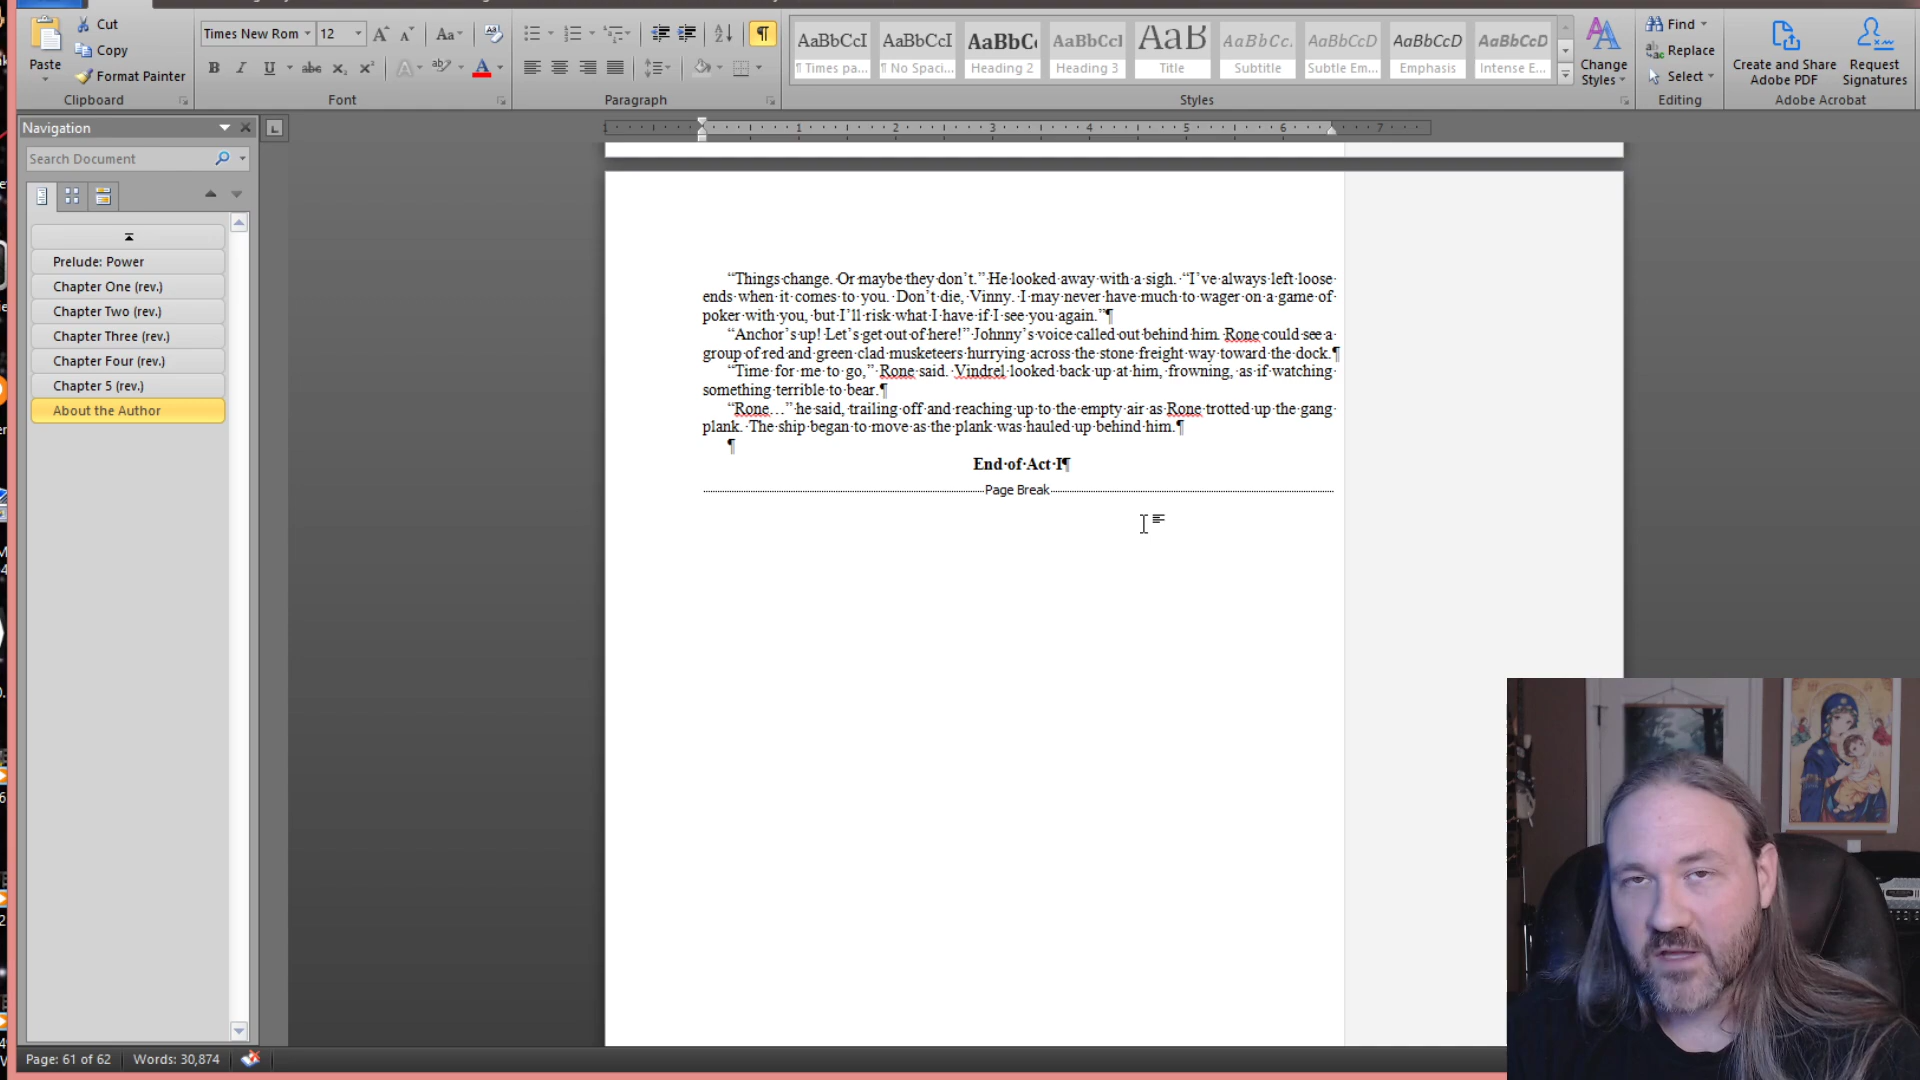 Cut
Copy
Format Painter
Paste
Clipboard
Times New Rom
12
Font
Paragraph
AaBbCcI
¶ Times pa...
AaBbCcI
¶ No Spaci...
AaBbC
Heading 2
AaBbCcI
Heading 3
AaB
Title
AaBbCc.
Subtitle
AaBbCcD
Subtle Em...
AaBbCcD
Emphasis
AaBbCcD
Intense E...
Styles
Change
Styles
Find
Replace
Select
Editing
Create and Share
Adobe PDF
Request
Signatures
Adobe Acrobat
Navigation
Search Document
Prelude: Power
Chapter One (rev.)
Chapter Two (rev.)
Chapter Three (rev.)
Chapter Four (rev.)
Chapter 5 (rev.)
About the Author
1 1 2 3 4 5 6 7
“Things change. Or maybe they don’t.” He looked away with a sigh. “I’ve always left loose
ends when it comes to you. Don’t die, Vinny. I may never have much to wager on a game of
poker with you, but I’ll risk what I have if I see you again.”¶
“Anchor’s up! Let’s get out of here!” Johnny’s voice called out behind him. Rone could see a
group of red and green clad musketeers hurrying across the stone freight way toward the dock.¶
“Time for me to go,” Rone said. Vindrel looked back up at him, frowning, as if watching
something terrible to bear.¶
“Rone…” he said, trailing off and reaching up to the empty air as Rone trotted up the gang
plank. The ship began to move as the plank was hauled up behind him.¶
¶
End of Act I¶
Page Break
Page: 61 of 62
Words: 30,874